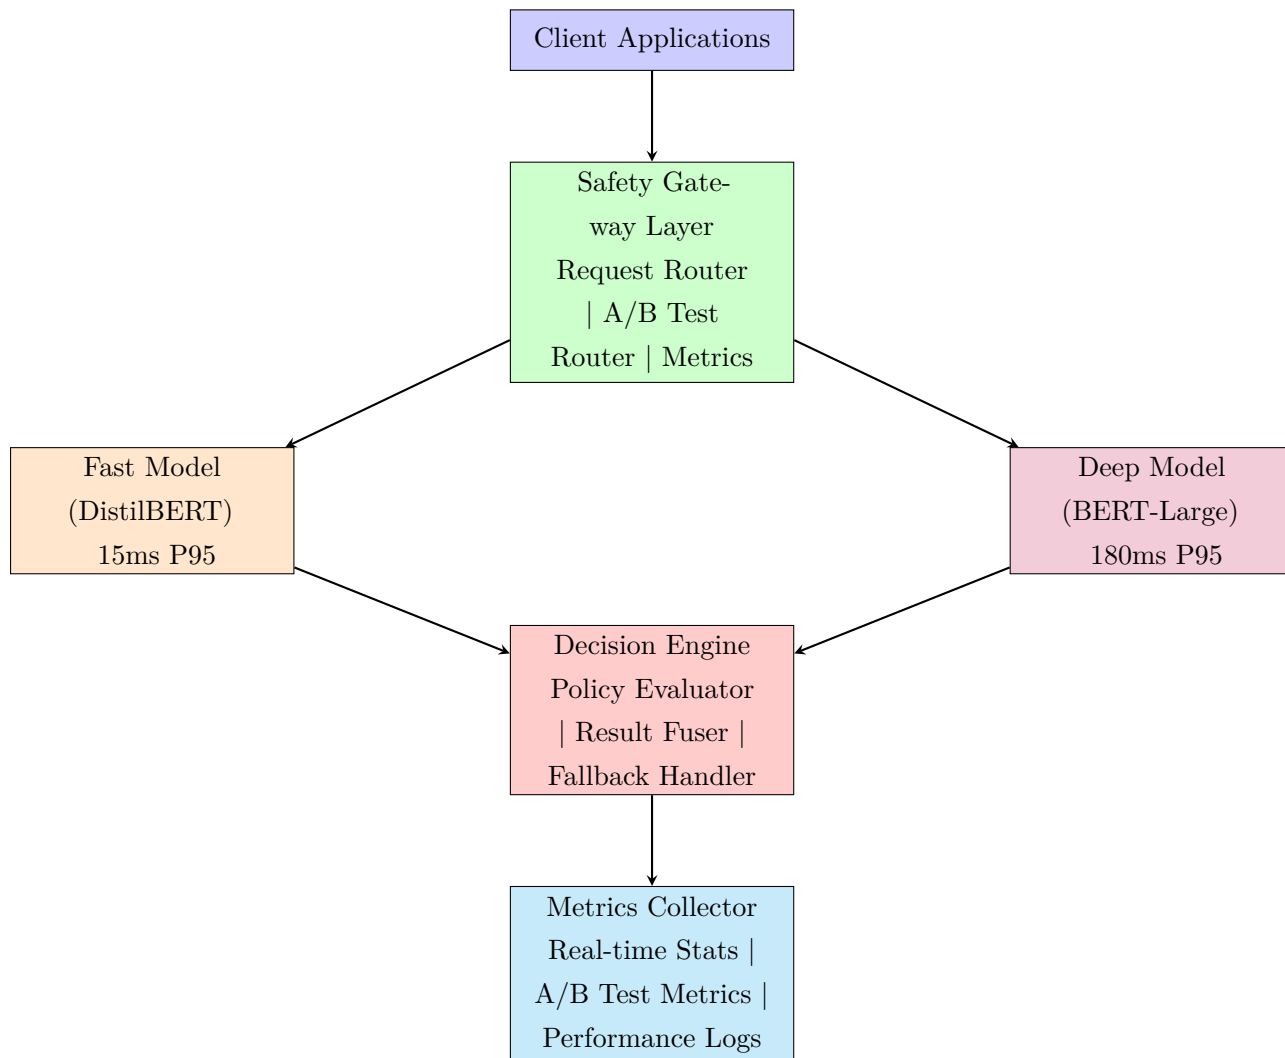 Client Applications
Safety Gate-
way Layer
Request Router
| A/B Test
Router | Metrics
Fast Model
(DistilBERT)
15ms P95
Deep Model
(BERT-Large)
180ms P95
Decision Engine
Policy Evaluator
| Result Fuser |
Fallback Handler
Metrics Collector
Real-time Stats |
A/B Test Metrics |
Performance Logs